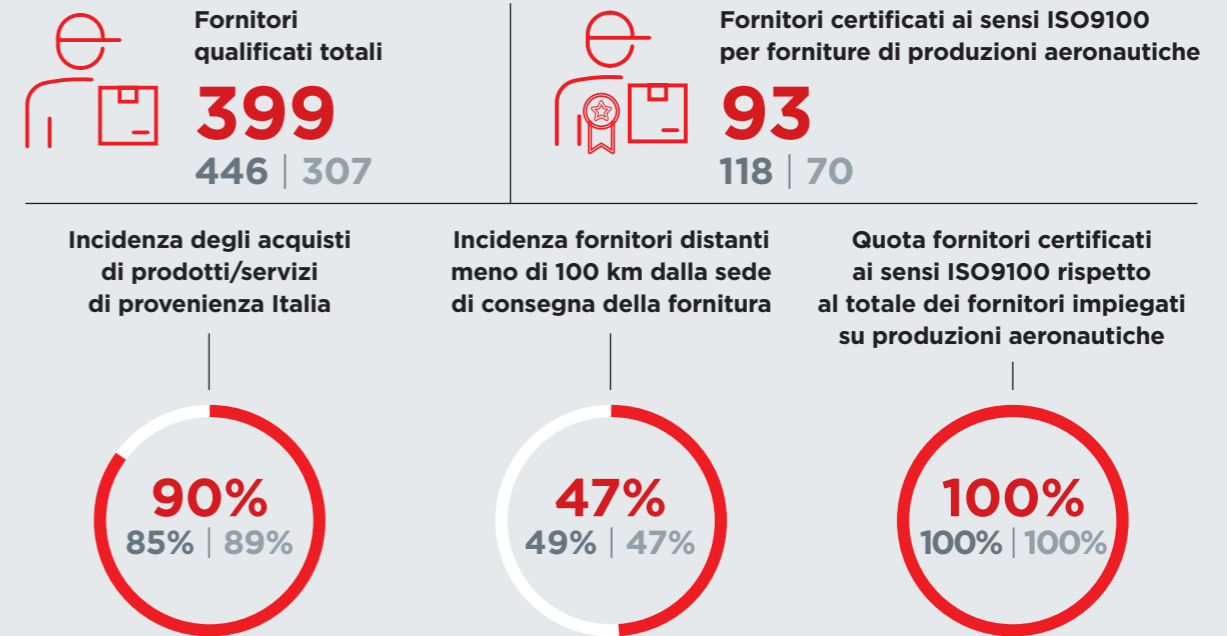 Fornitori
qualificati totali
399
446 | 307
Fornitori certificati ai sensi ISO9100
per forniture di produzioni aeronautiche
93
118 | 70
Incidenza degli acquisti
di prodotti/servizi
di provenienza Italia
90%
85% | 89%
Incidenza fornitori distanti
meno di 100 km dalla sede
di consegna della fornitura
47%
49% | 47%
Quota fornitori certificati
ai sensi ISO9100 rispetto
al totale dei fornitori impiegati
su produzioni aeronautiche
100%
100% | 100%